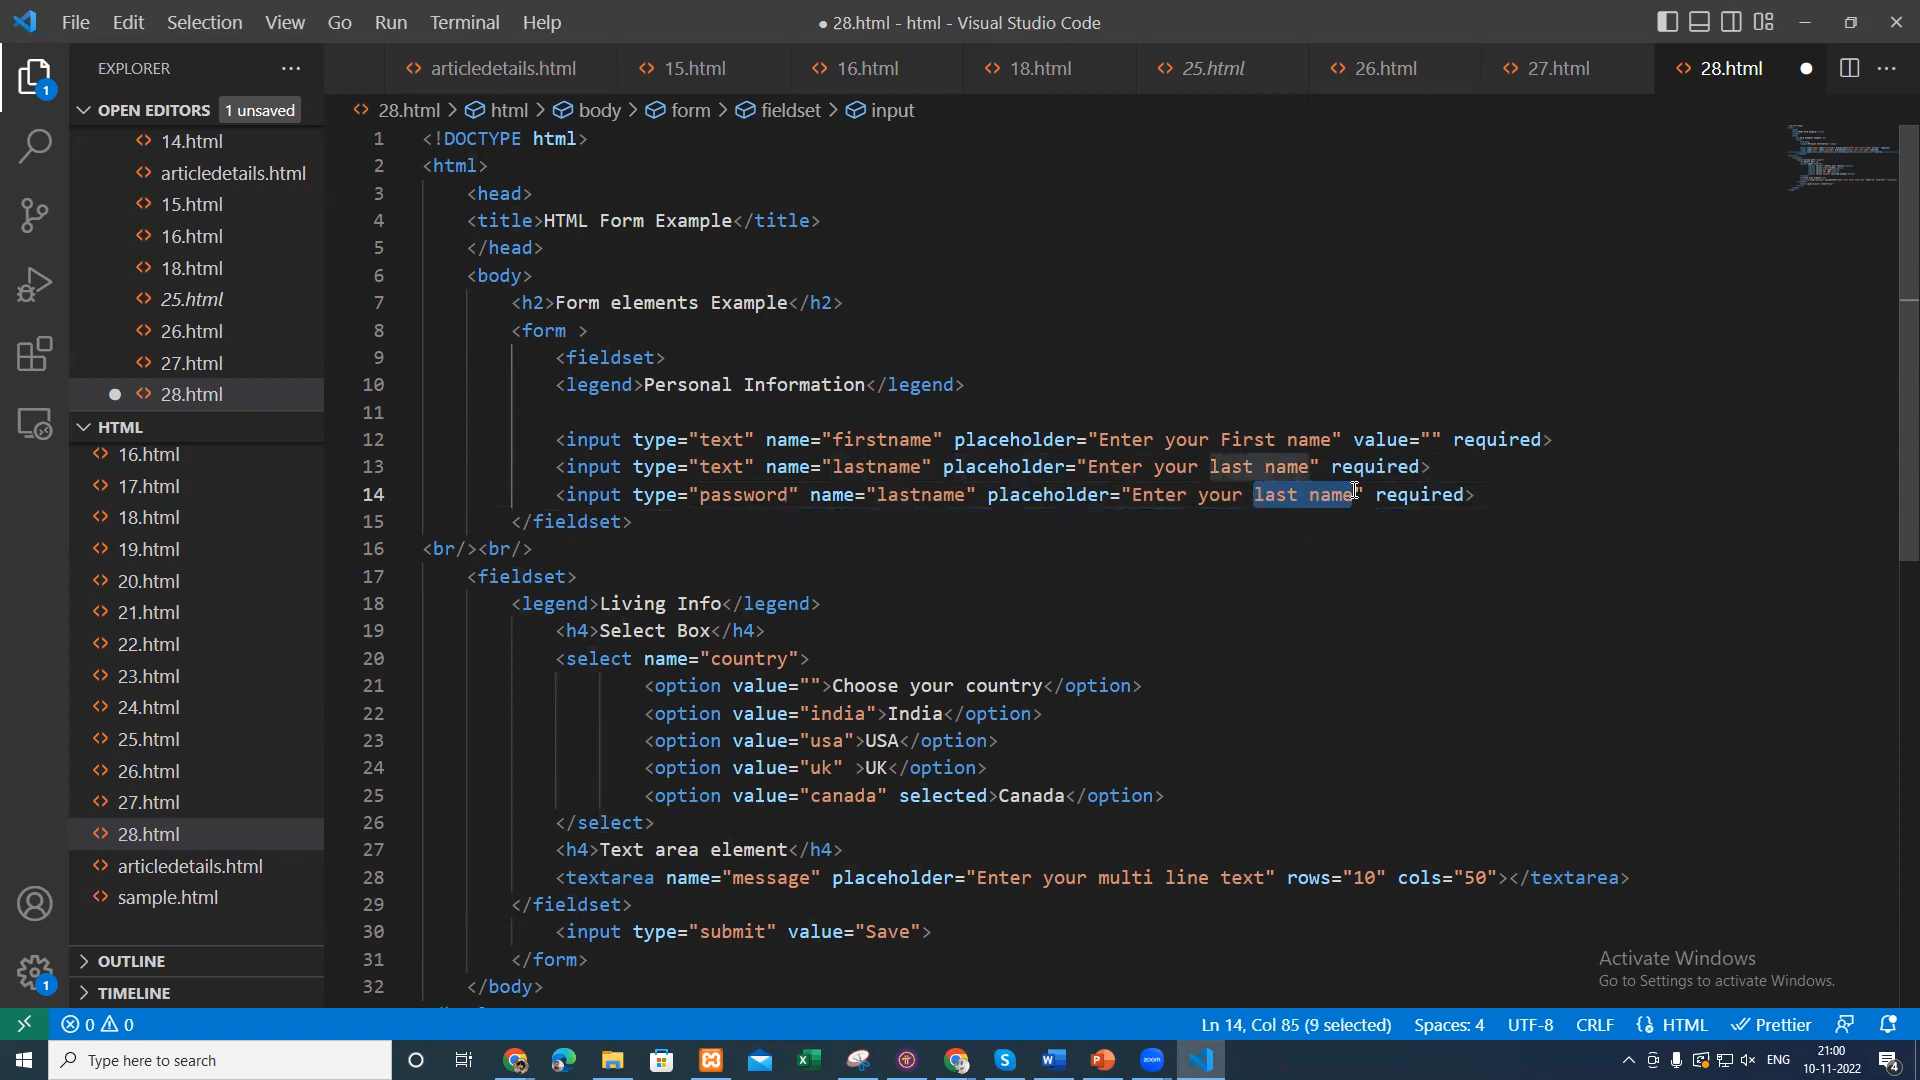 File Edit Selection View Go Run Terminal Help
● 28.html - html - Visual Studio Code
EXPLORER
articledetails.html
15.html
16.html
18.html
25.html
26.html
27.html
28.html
OPEN EDITORS 1 unsaved
14.html
articledetails.html
15.html
16.html
18.html
25.html
26.html
27.html
28.html
HTML
16.html
17.html
18.html
19.html
20.html
21.html
22.html
23.html
24.html
25.html
26.html
27.html
28.html
articledetails.html
sample.html
OUTLINE
TIMELINE
1
1
28.html > html > body > form > fieldset > input
1 <!DOCTYPE html>
2 <html>
3 <head>
4 <title>HTML Form Example</title>
5 </head>
6 <body>
7 <h2>Form elements Example</h2>
8 <form >
9 <fieldset>
10 <legend>Personal Information</legend>
11
12 <input type="text" name="firstname" placeholder="Enter your First name" value="" required>
13 <input type="text" name="lastname" placeholder="Enter your last name" required>
14 <input type="password" name="lastname" placeholder="Enter your last name" required>
15 </fieldset>
16 <br/><br/>
17 <fieldset>
18 <legend>Living Info</legend>
19 <h4>Select Box</h4>
20 <select name="country">
21 <option value="">Choose your country</option>
22 <option value="india">India</option>
23 <option value="usa">USA</option>
24 <option value="uk" >UK</option>
25 <option value="canada" selected>Canada</option>
26 </select>
27 <h4>Text area element</h4>
28 <textarea name="message" placeholder="Enter your multi line text" rows="10" cols="50"></textarea>
29 </fieldset>
30 <input type="submit" value="Save">
31 </form>
32 </body>
Activate Windows
Go to Settings to activate Windows.
0 0
Ln 14, Col 85 (9 selected) Spaces: 4 UTF-8 CRLF HTML Prettier
Type here to search
zoom
ENG
21:00
10-11-2022
4